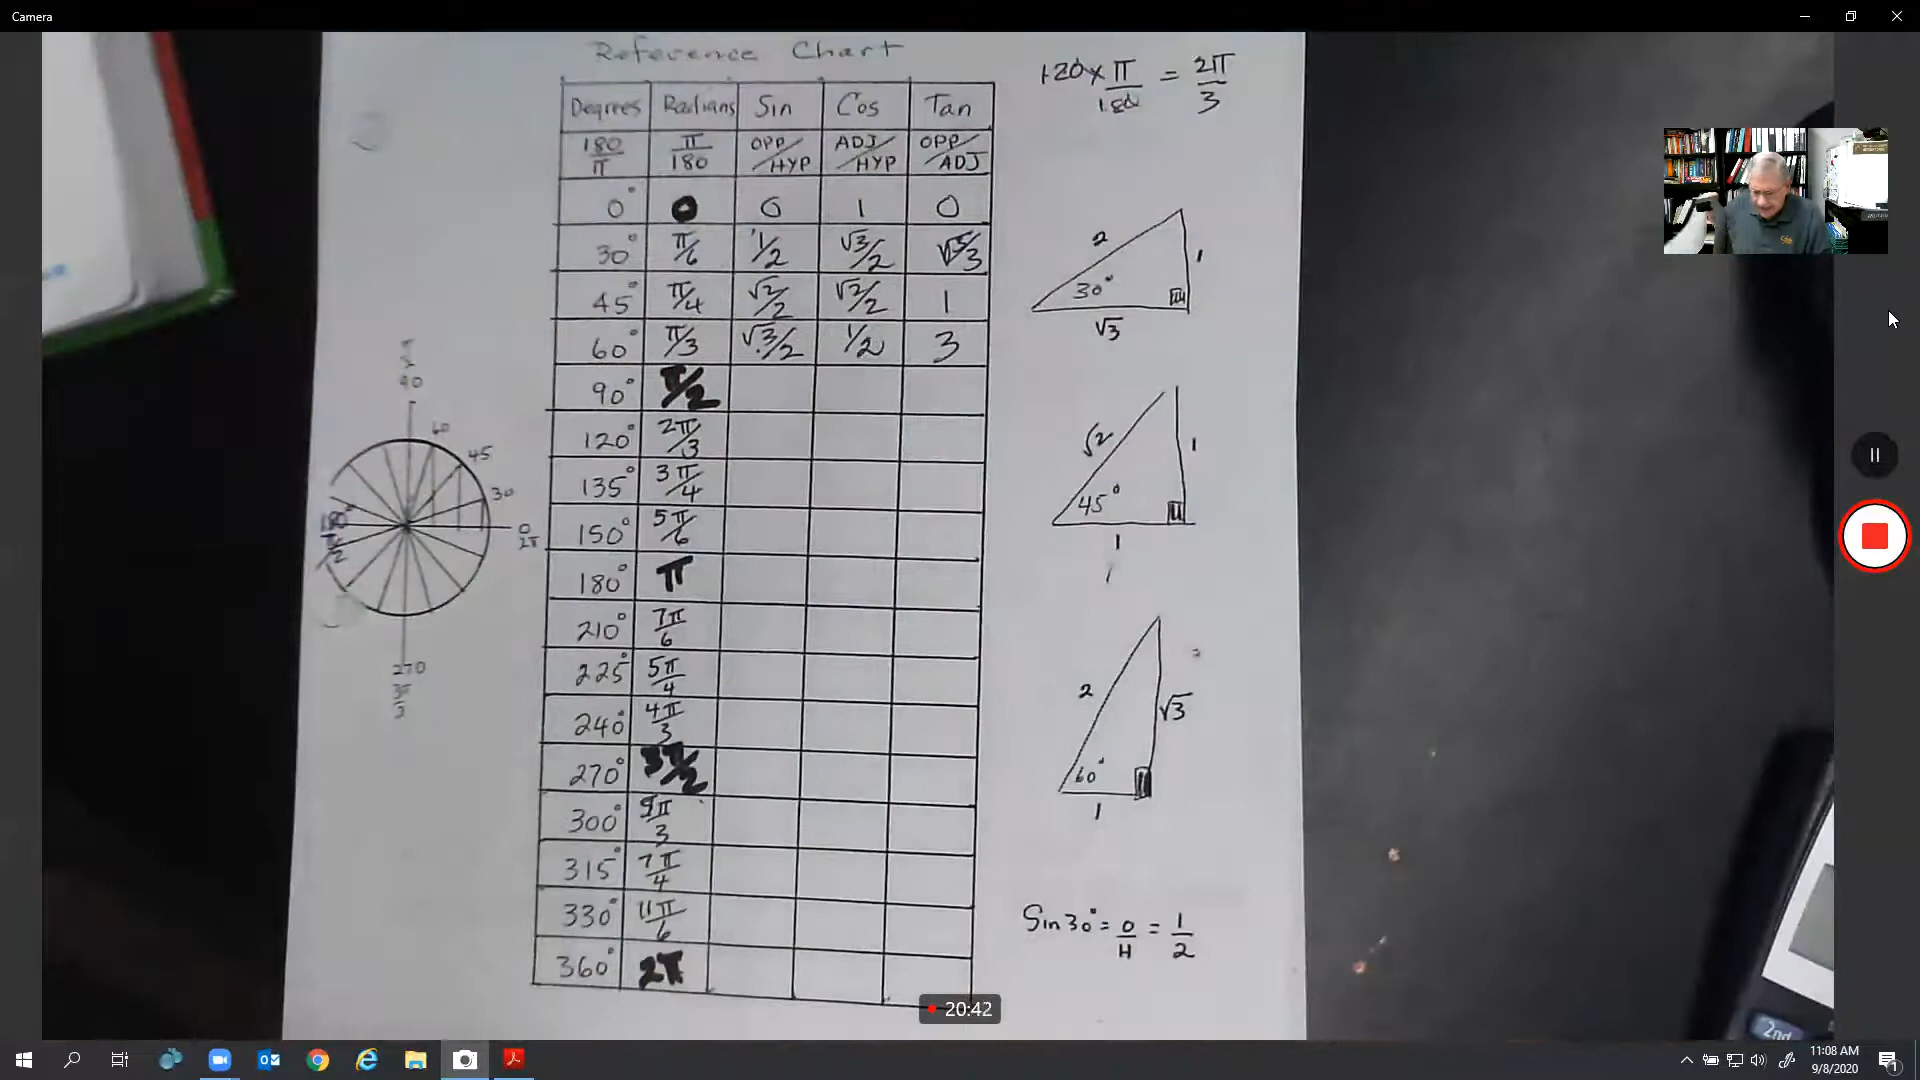 Camera
Reference Chart
Degrees Radians Sin Cos Tan
180/π π/180 OPP/HYP ADJ/HYP OPP/ADJ
0° 0 0 1 0
30° π/6 1/2 √3/2 √3/3
45° π/4 √2/2 √2/2 1
60° π/3 √3/2 1/2 3
90° π/2
120° 2π/3
135° 3π/4
150° 5π/6
180° π
210° 7π/6
225° 5π/4
240° 4π/3
270° 3π/2
300° 5π/3
315° 7π/4
330° 11π/6
360° 2π
120 × π/180 = 2π/3
2
1
30°
√3
√2
1
45°
1
2
√3
60°
1
Sin 30° = O/H = 1/2
90
60
45
30
0
2π
180°
270
2nd
20:42
11:08 AM
9/8/2020
1